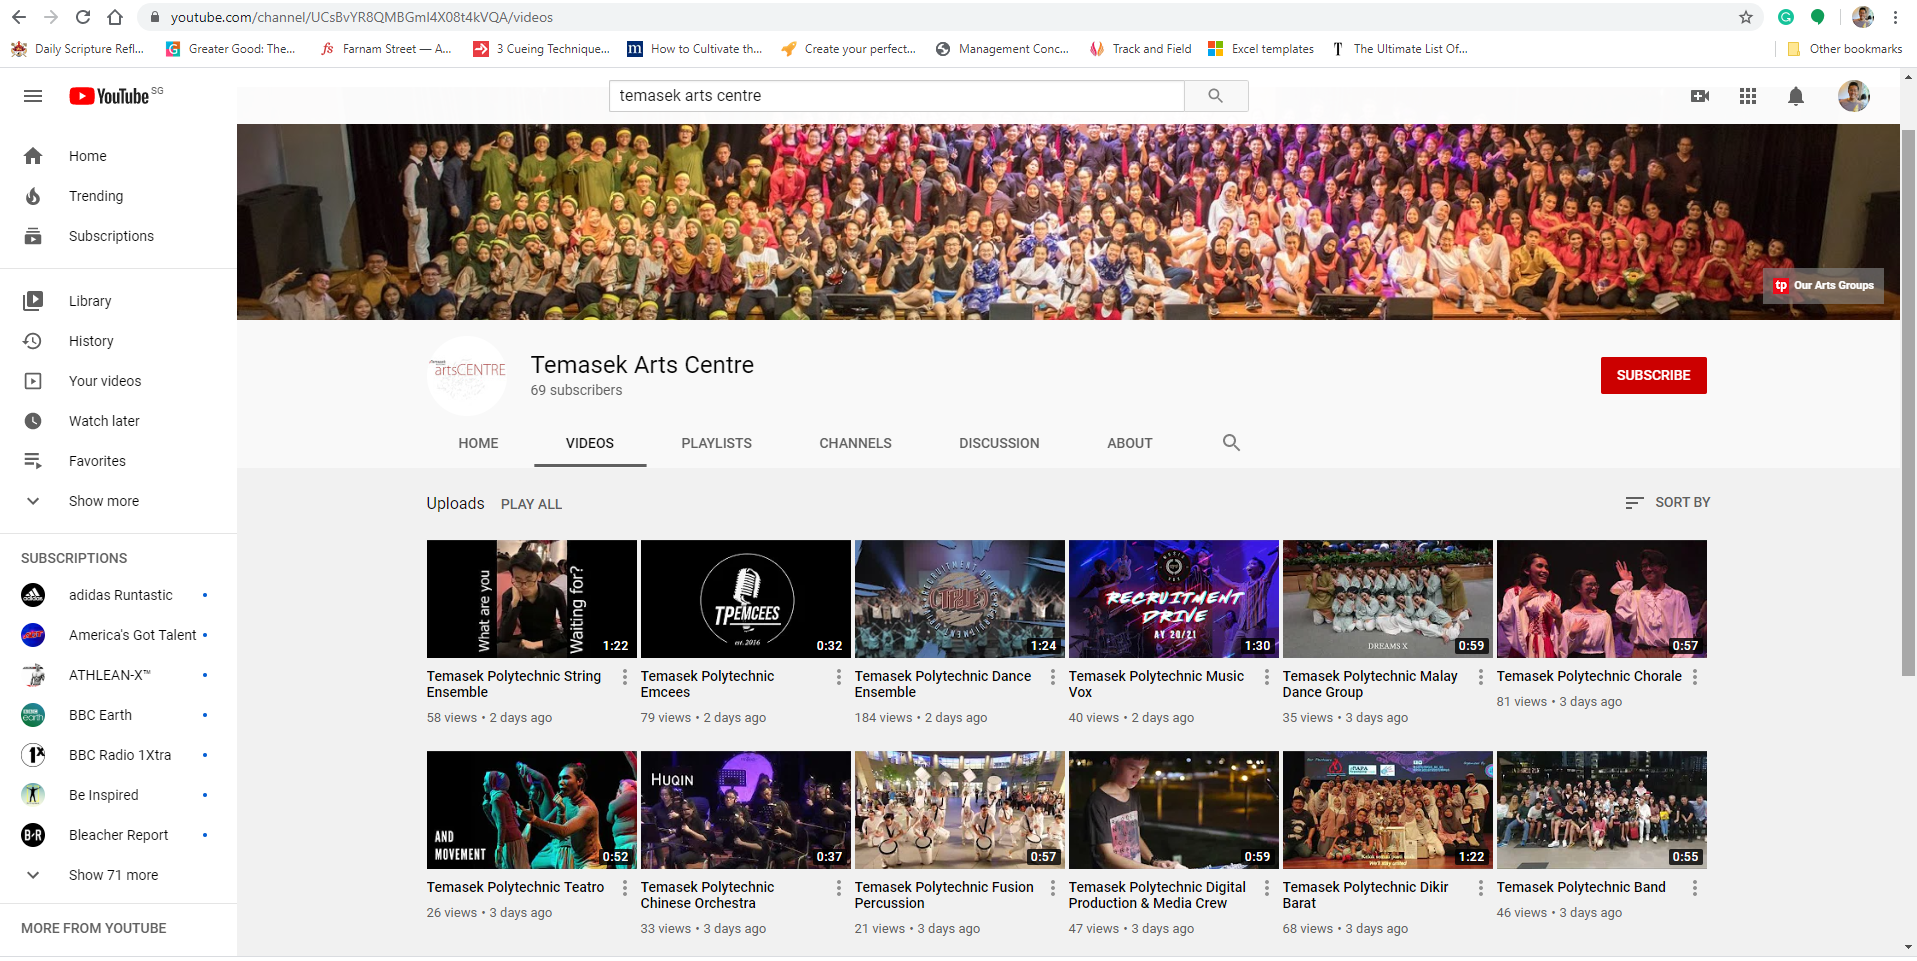 youtube.com/channel/UCsBvYR8QMBGmI4X08t4kVQA/videos
Daily Scripture Refl...
Greater Good: The...
fs Farnam Street — A...
3 Cueing Technique...
m How to Cultivate th...
Create your perfect...
Management Conc...
Track and Field
Excel templates
T The Ultimate List Of...
Other bookmarks
YouTube SG
temasek arts centre
Home
Trending
Subscriptions
Library
History
Your videos
Watch later
Favorites
Show more
SUBSCRIPTIONS
adidas Runtastic
America's Got Talent
ATHLEAN-X™
BBC Earth
BBC Radio 1Xtra
Be Inspired
Bleacher Report
Show 71 more
MORE FROM YOUTUBE
tp Our Arts Groups
artsCENTRE
Temasek Arts Centre
69 subscribers
SUBSCRIBE
HOME
VIDEOS
PLAYLISTS
CHANNELS
DISCUSSION
ABOUT
Uploads
PLAY ALL
SORT BY
What are you
Waiting for?
1:22
Temasek Polytechnic String
Ensemble
58 views • 2 days ago
TPEMCEES
est. 2016
0:32
Temasek Polytechnic
Emcees
79 views • 2 days ago
RECRUITMENT DRIVE
TPDE
1:24
Temasek Polytechnic Dance
Ensemble
184 views • 2 days ago
RECRUITMENT
DRIVE
AY 20/21
1:30
Temasek Polytechnic Music
Vox
40 views • 2 days ago
DREAMS X
0:59
Temasek Polytechnic Malay
Dance Group
35 views • 3 days ago
0:57
Temasek Polytechnic Chorale
81 views • 3 days ago
AND
MOVEMENT
0:52
Temasek Polytechnic Teatro
26 views • 3 days ago
HUQIN
0:37
Temasek Polytechnic
Chinese Orchestra
33 views • 3 days ago
0:57
Temasek Polytechnic Fusion
Percussion
21 views • 3 days ago
0:59
Temasek Polytechnic Digital
Production & Media Crew
47 views • 3 days ago
We'll stay united
1:22
Temasek Polytechnic Dikir
Barat
68 views • 3 days ago
0:55
Temasek Polytechnic Band
46 views • 3 days ago